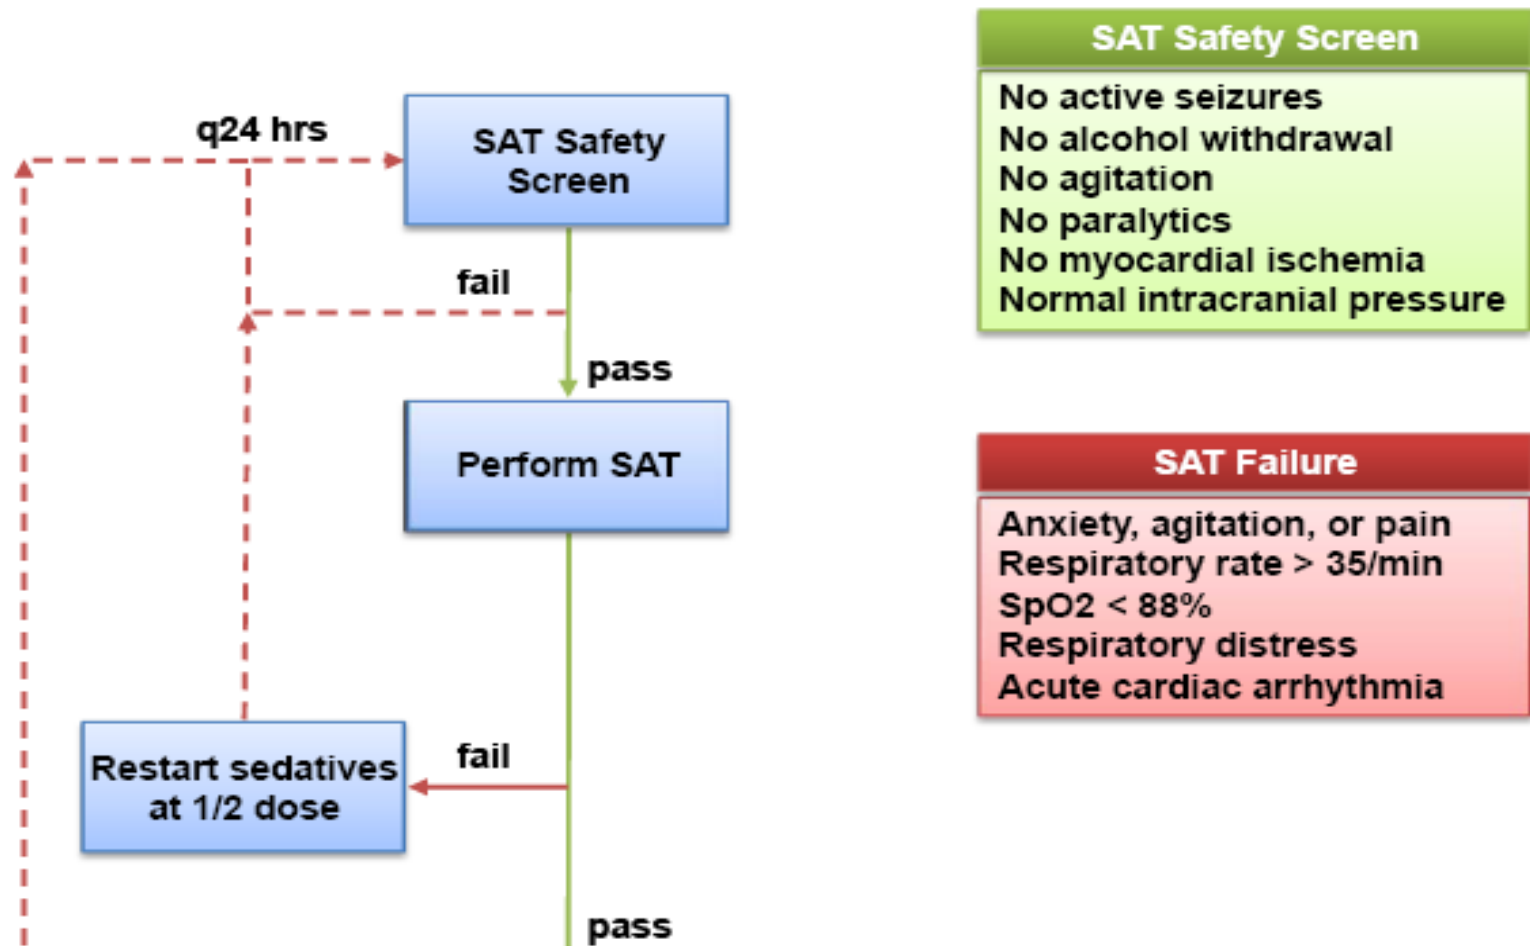 q24 hrs
SAT Safety
Screen
fail
pass
Perform SAT
fail
Restart sedatives
at 1/2 dose
pass
SAT Safety Screen
No active seizures
No alcohol withdrawal
No agitation
No paralytics
No myocardial ischemia
Normal intracranial pressure
SAT Failure
Anxiety, agitation, or pain
Respiratory rate > 35/min
SpO2 < 88%
Respiratory distress
Acute cardiac arrhythmia